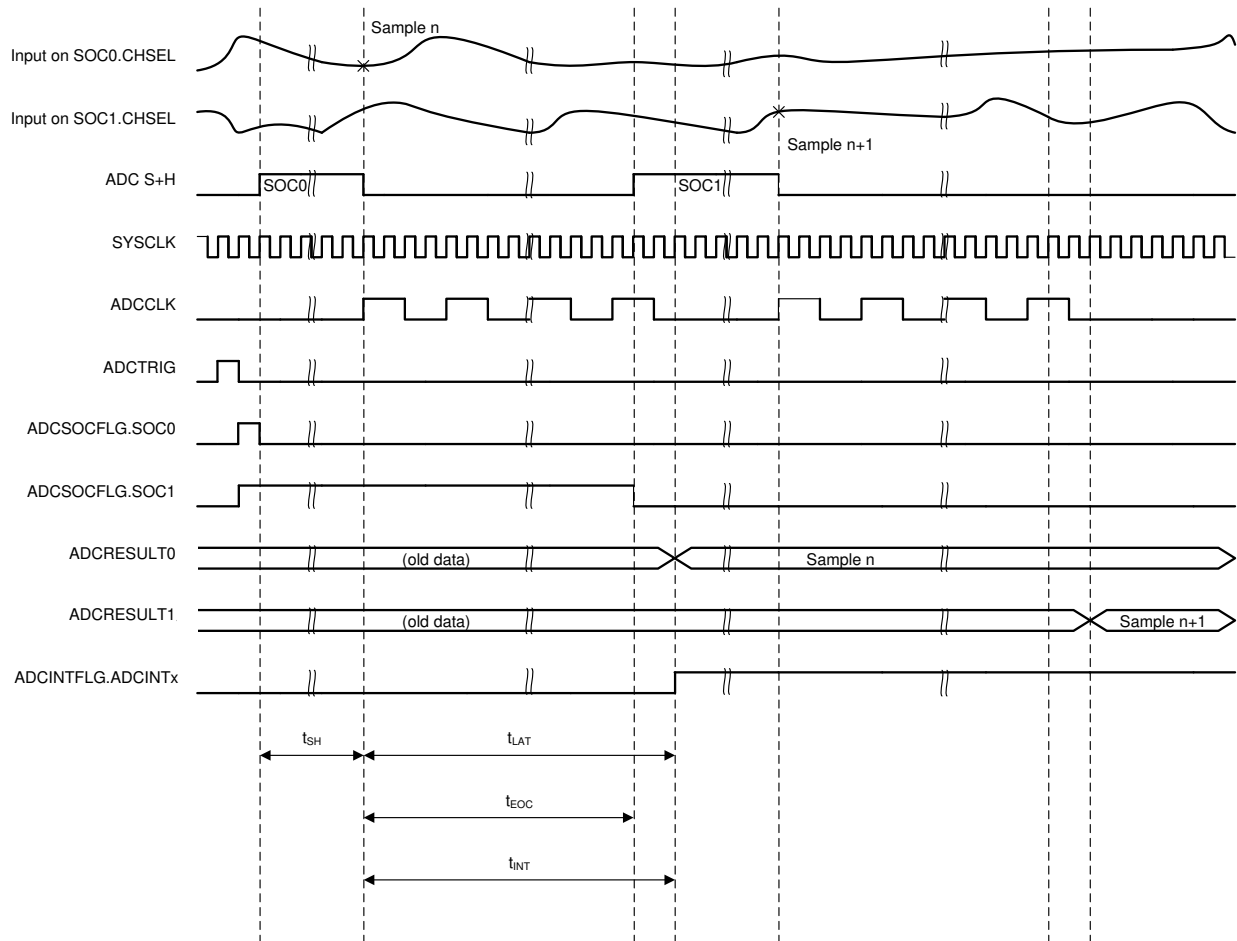 Sample n
Input on SOC0.CHSEL
Input on SOC1.CHSEL
Sample n+1
ADC S+H
SOC0
SOC1
SYSCLK
ADCCLK
ADCTRIG
ADCSOCFLG.SOC0
ADCSOCFLG.SOC1
ADCRESULT0
(old data)
Sample n
ADCRESULT1
(old data)
Sample n+1
ADCINTFLG.ADCINTx
tSH
tLAT
tEOC
tINT